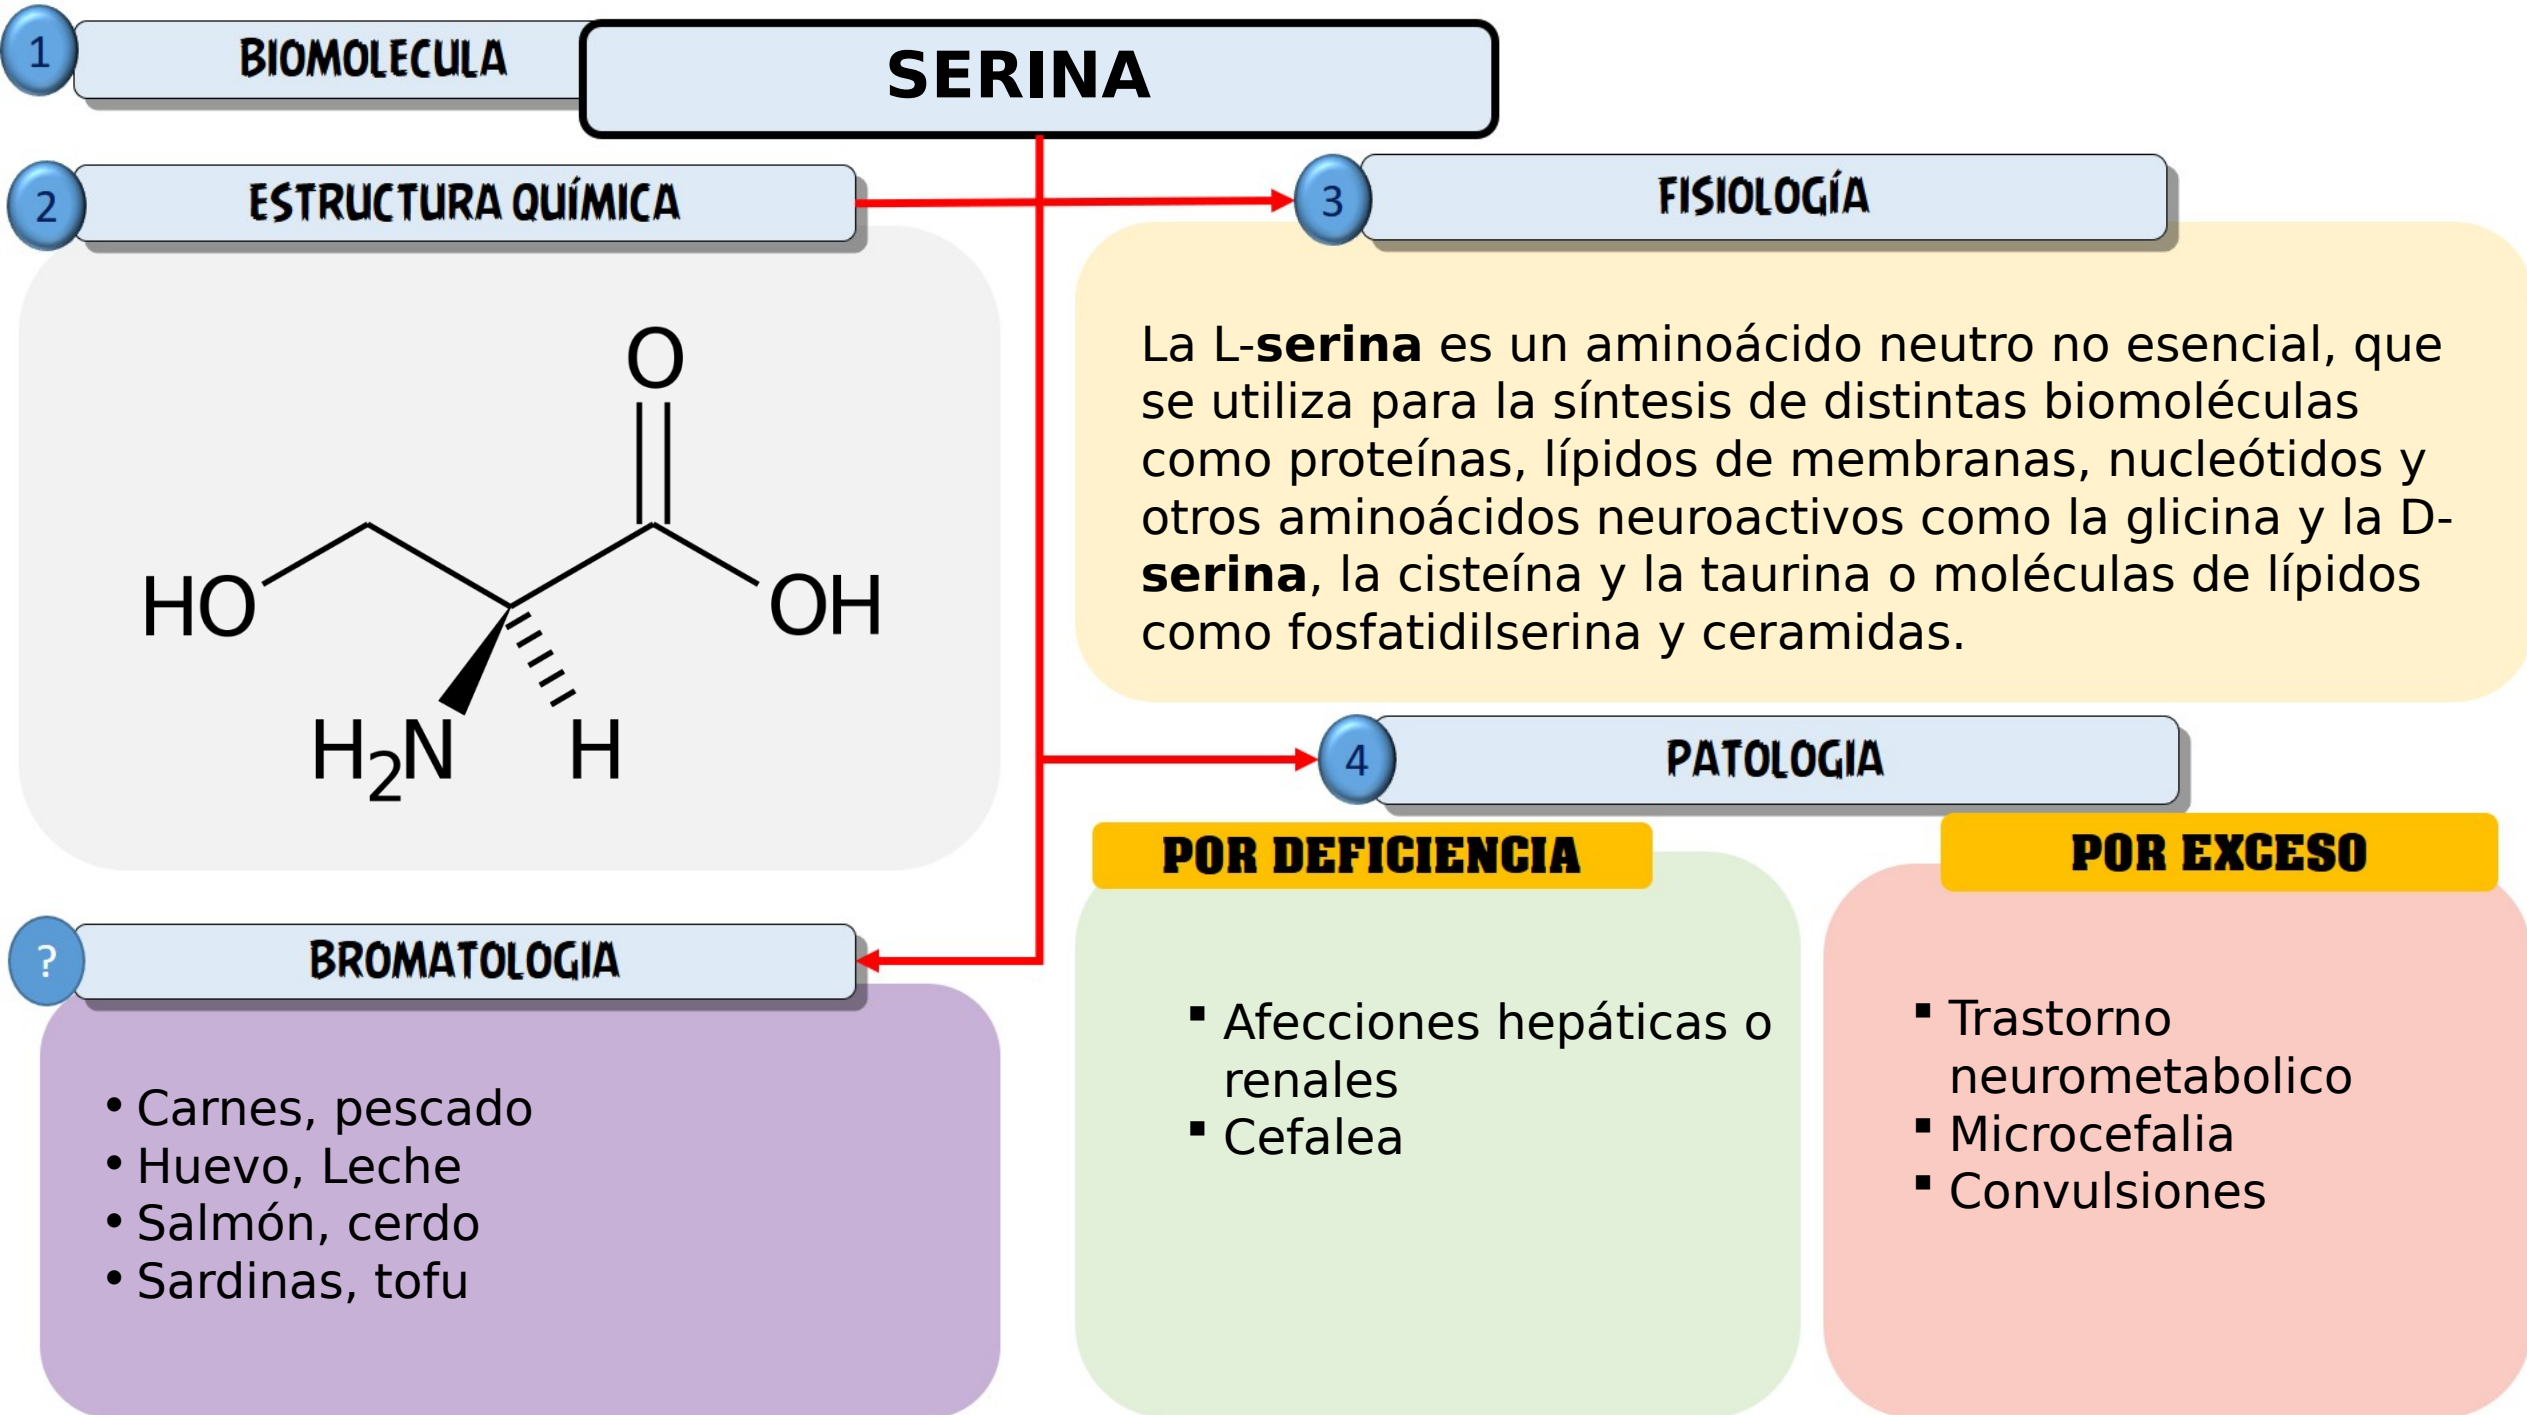 1
BIOMOLECULA
SERINA
2
ESTRUCTURA QUÍMICA
O
HO
OH
H2N
H
3
FISIOLOGÍA
La L-serina es un aminoácido neutro no esencial, que
se utiliza para la síntesis de distintas biomoléculas
como proteínas, lípidos de membranas, nucleótidos y
otros aminoácidos neuroactivos como la glicina y la D-
serina, la cisteína y la taurina o moléculas de lípidos
como fosfatidilserina y ceramidas.
4
PATOLOGIA
POR DEFICIENCIA
▪ Afecciones hepáticas o
renales
▪ Cefalea
POR EXCESO
▪ Trastorno
neurometabolico
▪ Microcefalia
▪ Convulsiones
?
BROMATOLOGIA
• Carnes, pescado
• Huevo, Leche
• Salmón, cerdo
• Sardinas, tofu